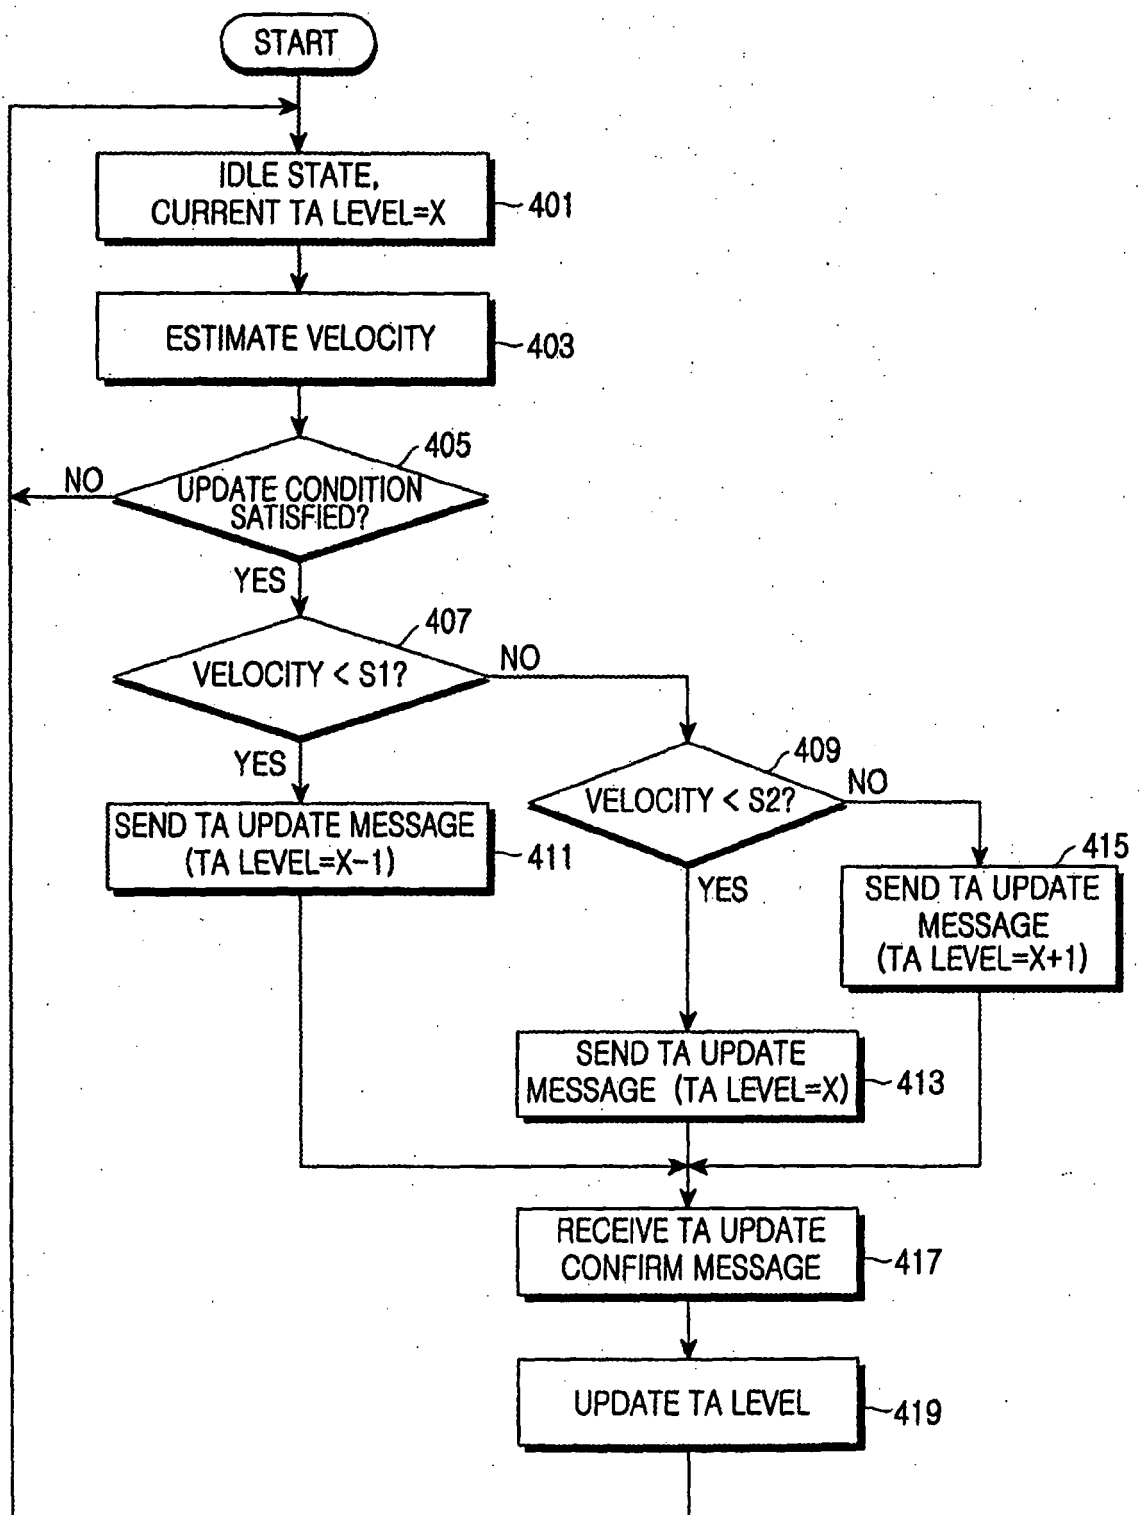 START
IDLE STATE,
CURRENT TA LEVEL=X
401
ESTIMATE VELOCITY
403
405
NO
UPDATE CONDITION
SATISFIED?
YES
407
VELOCITY < S1?
NO
YES
409
VELOCITY < S2?
NO
YES
SEND TA UPDATE MESSAGE
(TA LEVEL=X-1)
411
415
SEND TA UPDATE
MESSAGE
(TA LEVEL=X+1)
SEND TA UPDATE
MESSAGE (TA LEVEL=X)
413
RECEIVE TA UPDATE
CONFIRM MESSAGE
417
UPDATE TA LEVEL
419